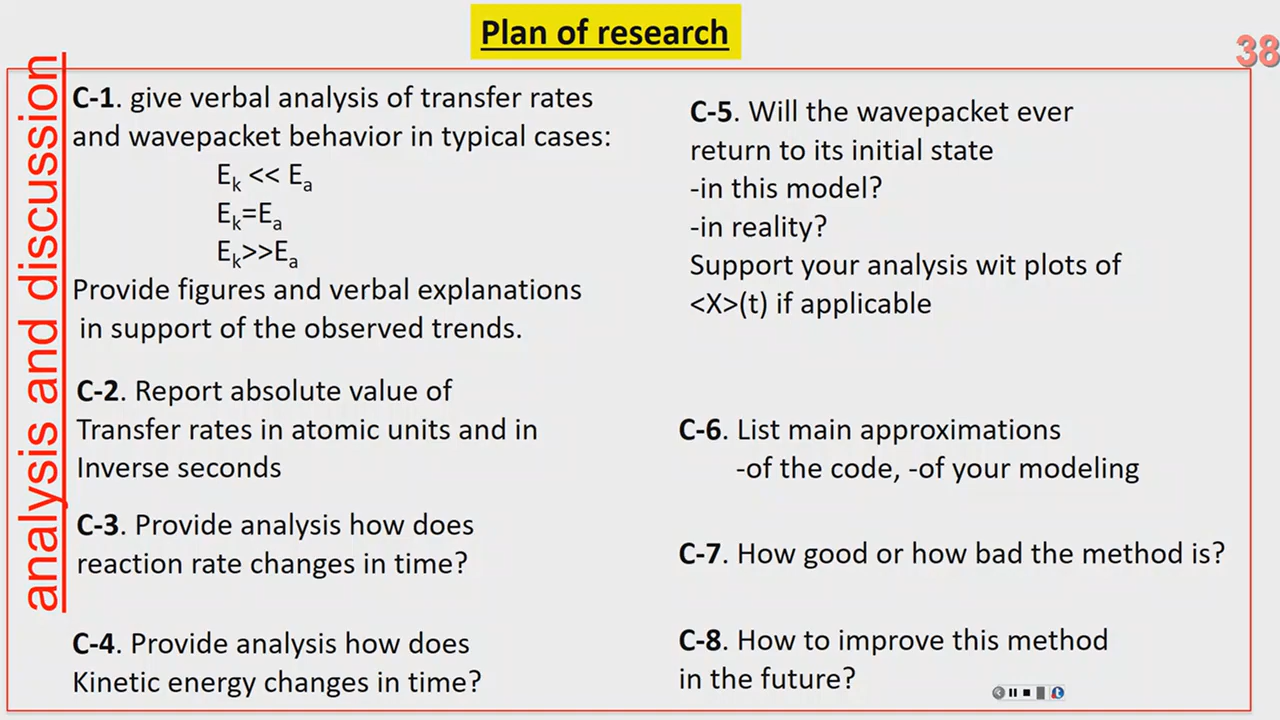 Plan of research
38
analysis and discussion
C-1. give verbal analysis of transfer rates
and wavepacket behavior in typical cases:
Ek << Ea
Ek=Ea
Ek>>Ea
Provide figures and verbal explanations
in support of the observed trends.
C-2. Report absolute value of
Transfer rates in atomic units and in
Inverse seconds
C-3. Provide analysis how does
reaction rate changes in time?
C-4. Provide analysis how does
Kinetic energy changes in time?
C-5. Will the wavepacket ever
return to its initial state
-in this model?
-in reality?
Support your analysis wit plots of
<X>(t) if applicable
C-6. List main approximations
-of the code, -of your modeling
C-7. How good or how bad the method is?
C-8. How to improve this method
in the future?